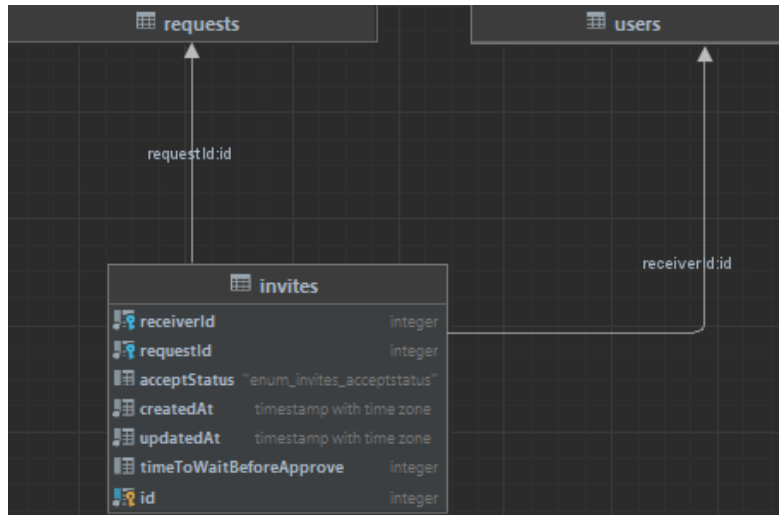 requests users
requestId:id
receiverId:id
invites
receiverId integer
requestId integer
acceptStatus "enum_invites_acceptstatus"
createdAt timestamp with time zone
updatedAt timestamp with time zone
timeToWaitBeforeApprove integer
id integer